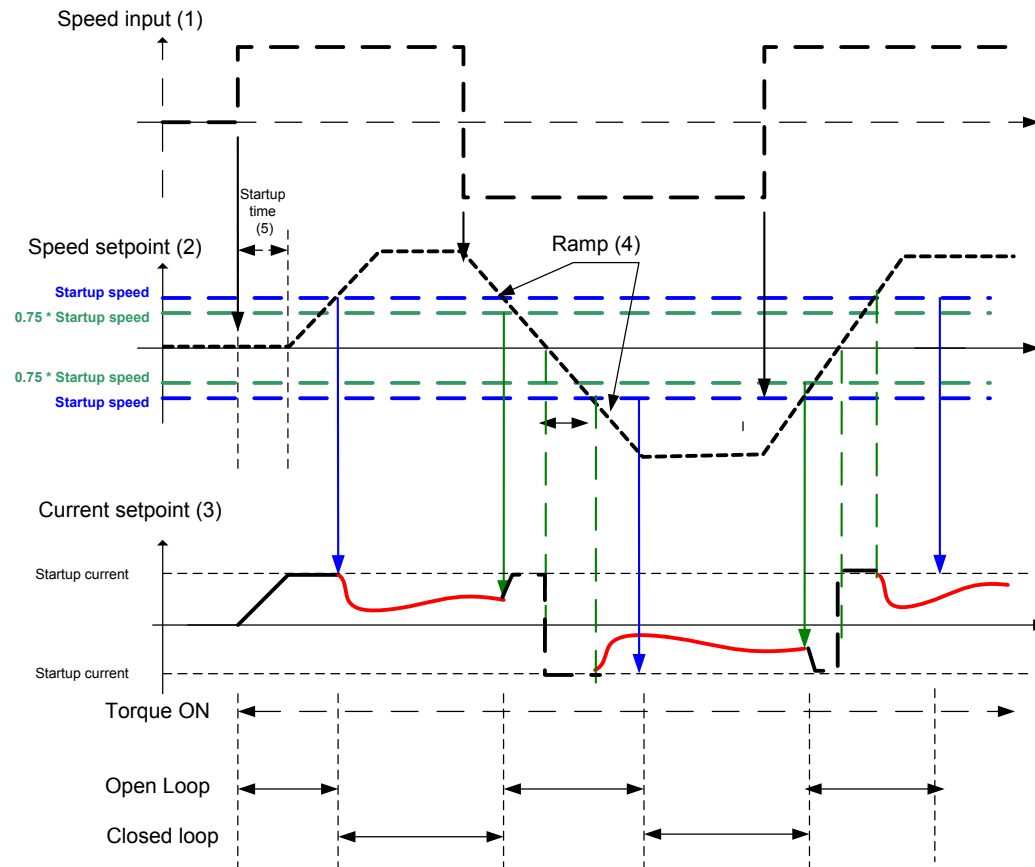 Speed input (1)
Startup
time
(5)
Speed setpoint (2)
Ramp (4)
Startup speed
0.75 * Startup speed
0.75 * Startup speed
Startup speed
Current setpoint (3)
Startup current
Startup current
Torque ON
Open Loop
Closed loop